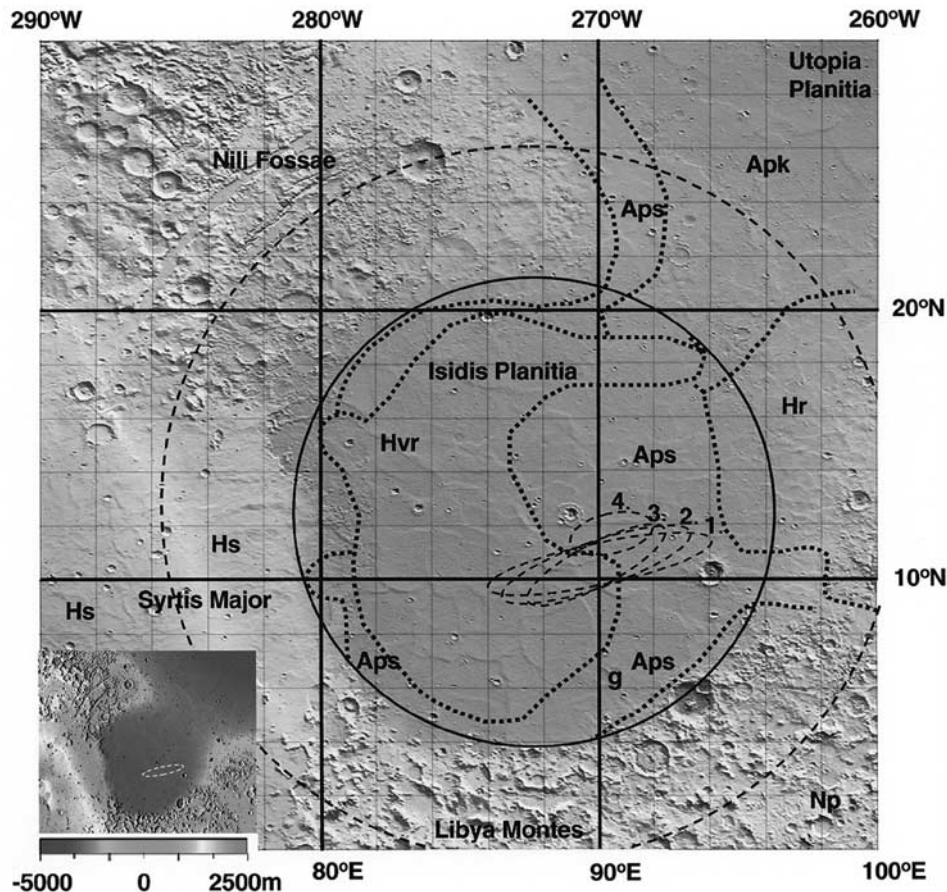 290ºW 280ºW 270ºW 260ºW
Utopia
Planitia
Nili Fossae
Apk
Aps
20ºN
Isidis Planitia
Hr
Hvr
Aps
4 3 2 1
Hs
10ºN
Hs
Syrtis Major
Aps
Aps
g
Np
Libya Montes
80ºE 90ºE 100ºE
-5000 0 2500m